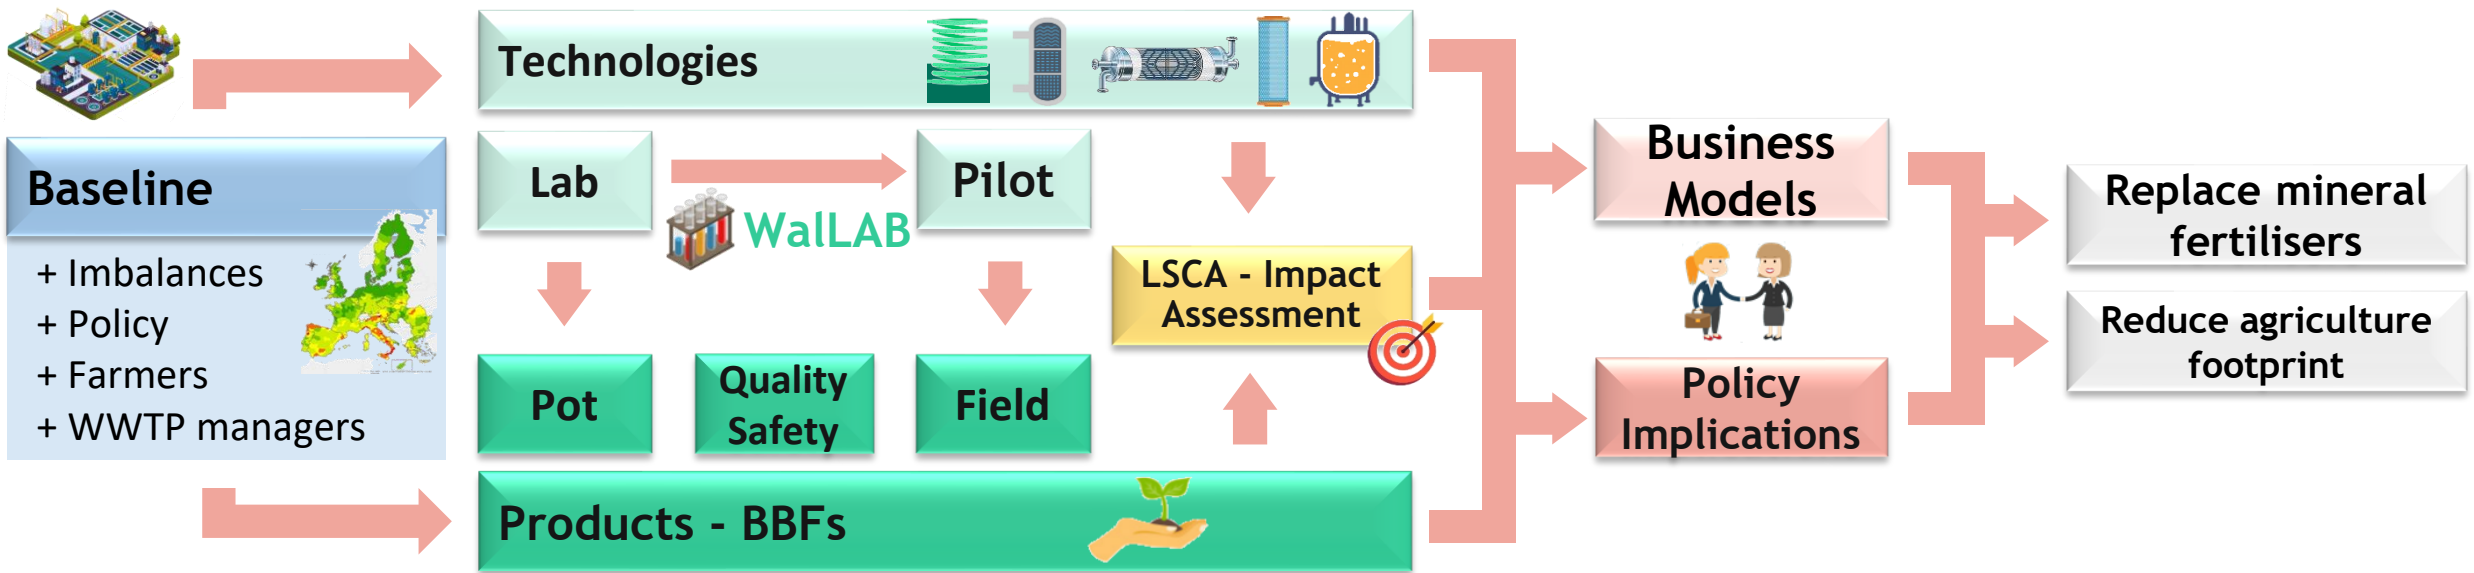 Technologies
Baseline
+ Imbalances
+ Policy
+ Farmers
+ WWTP managers
Lab
WalLAB
Pilot
Pot
Quality
Safety
Field
Products - BBFs
LSCA - Impact
Assessment
Business
Models
Policy
Implications
Replace mineral
fertilisers
Reduce agriculture
footprint